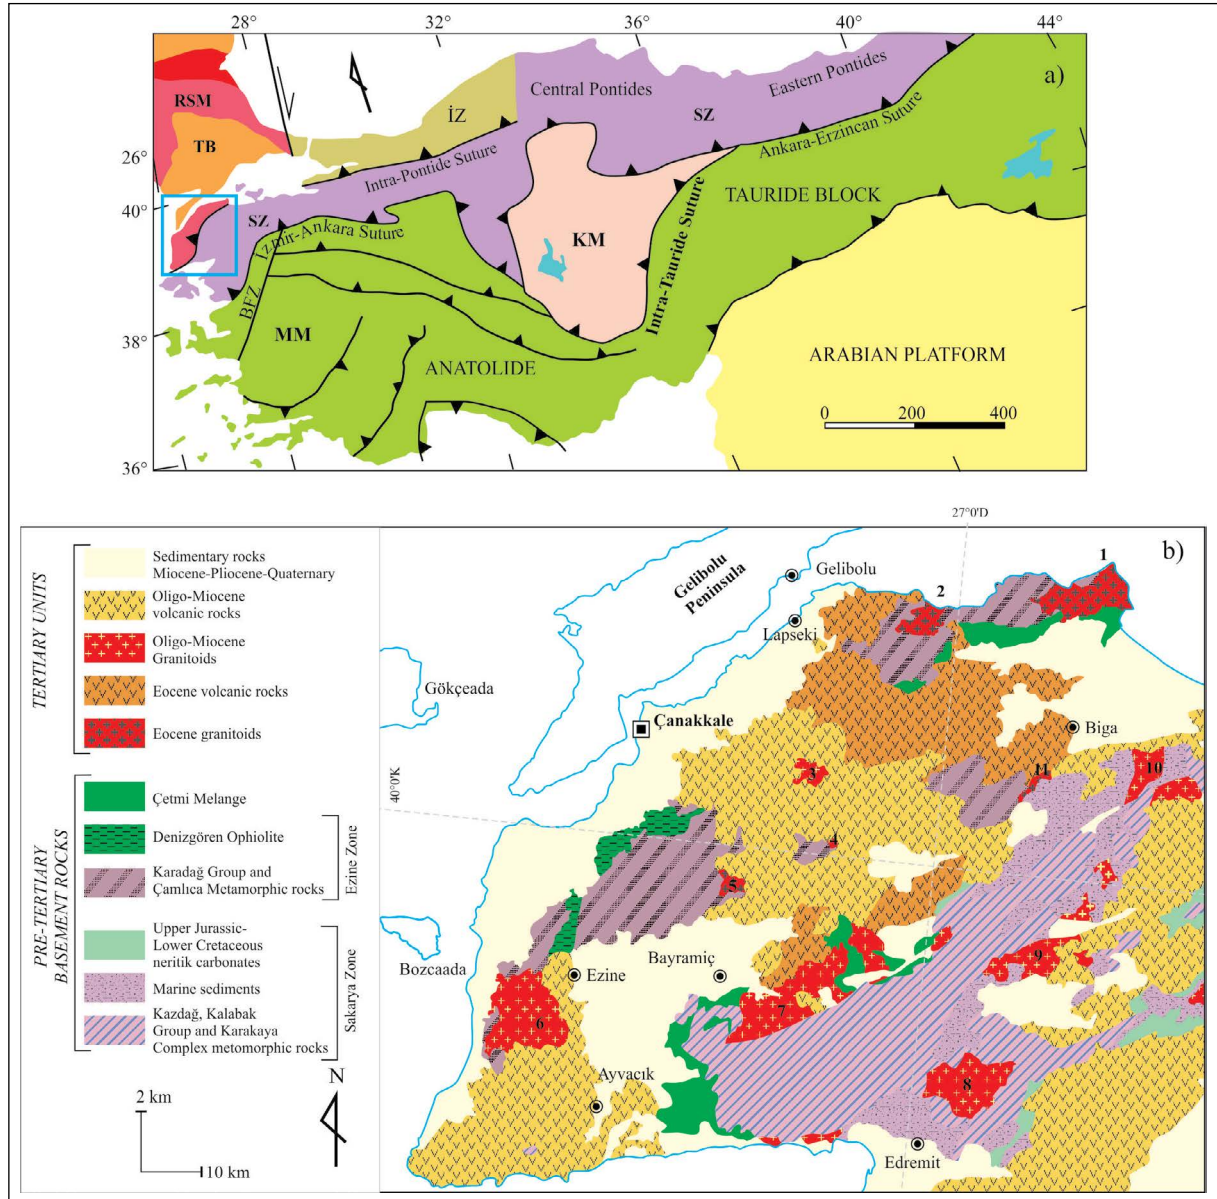 28°
32°
36°
40°
44°
a)
RSM
TB
İZ
Central Pontides
Eastern Pontides
SZ
Intra-Pontide Suture
Ankara-Erzincan Suture
26°
40°
38°
36°
SZ
İzmir-Ankara Suture
BFZ
MM
KM
Intra-Tauride Suture
TAURIDE BLOCK
ANATOLIDE
ARABIAN PLATFORM
0 200 400
TERTIARY UNITS
Sedimentary rocks
Miocene-Pliocene-Quaternary
Oligo-Miocene
volcanic rocks
Oligo-Miocene
Granitoids
Eocene volcanic rocks
Eocene granitoids
PRE-TERTIARY
BASEMENT ROCKS
Çetmi Melange
Denizgören Ophiolite
Karadağ Group and
Çamlıca Metamorphic rocks
Ezine Zone
Upper Jurassic-
Lower Cretaceous
neritik carbonates
Marine sediments
Kazdağ, Kalabak
Group and Karakaya
Complex metomorphic rocks
Sakarya Zone
2 km
10 km
N
27°0'D
b)
40°0'K
Gelibolu
Peninsula
Gelibolu
Lapseki
Gökçeada
Çanakkale
Biga
Bozcaada
Ezine
Bayramiç
Ayvacık
Edremit
1
2
3
4
5
6
7
8
9
10
11